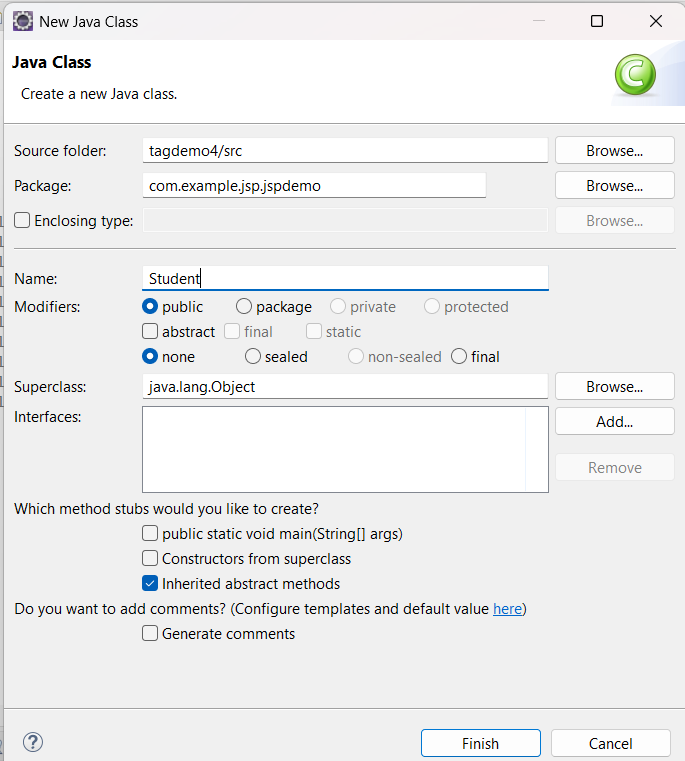 New Java Class
Java Class
Create a new Java class.
Source folder: tagdemo4/src Browse...
Package: com.example.jsp.jspdemo Browse...
Enclosing type: Browse...
Name: Student
Modifiers: public package private protected
abstract final static
none sealed non-sealed final
Superclass: java.lang.Object Browse...
Interfaces: Add...
Remove
Which method stubs would you like to create?
public static void main(String[] args)
Constructors from superclass
Inherited abstract methods
Do you want to add comments? (Configure templates and default value here)
Generate comments
? Finish Cancel